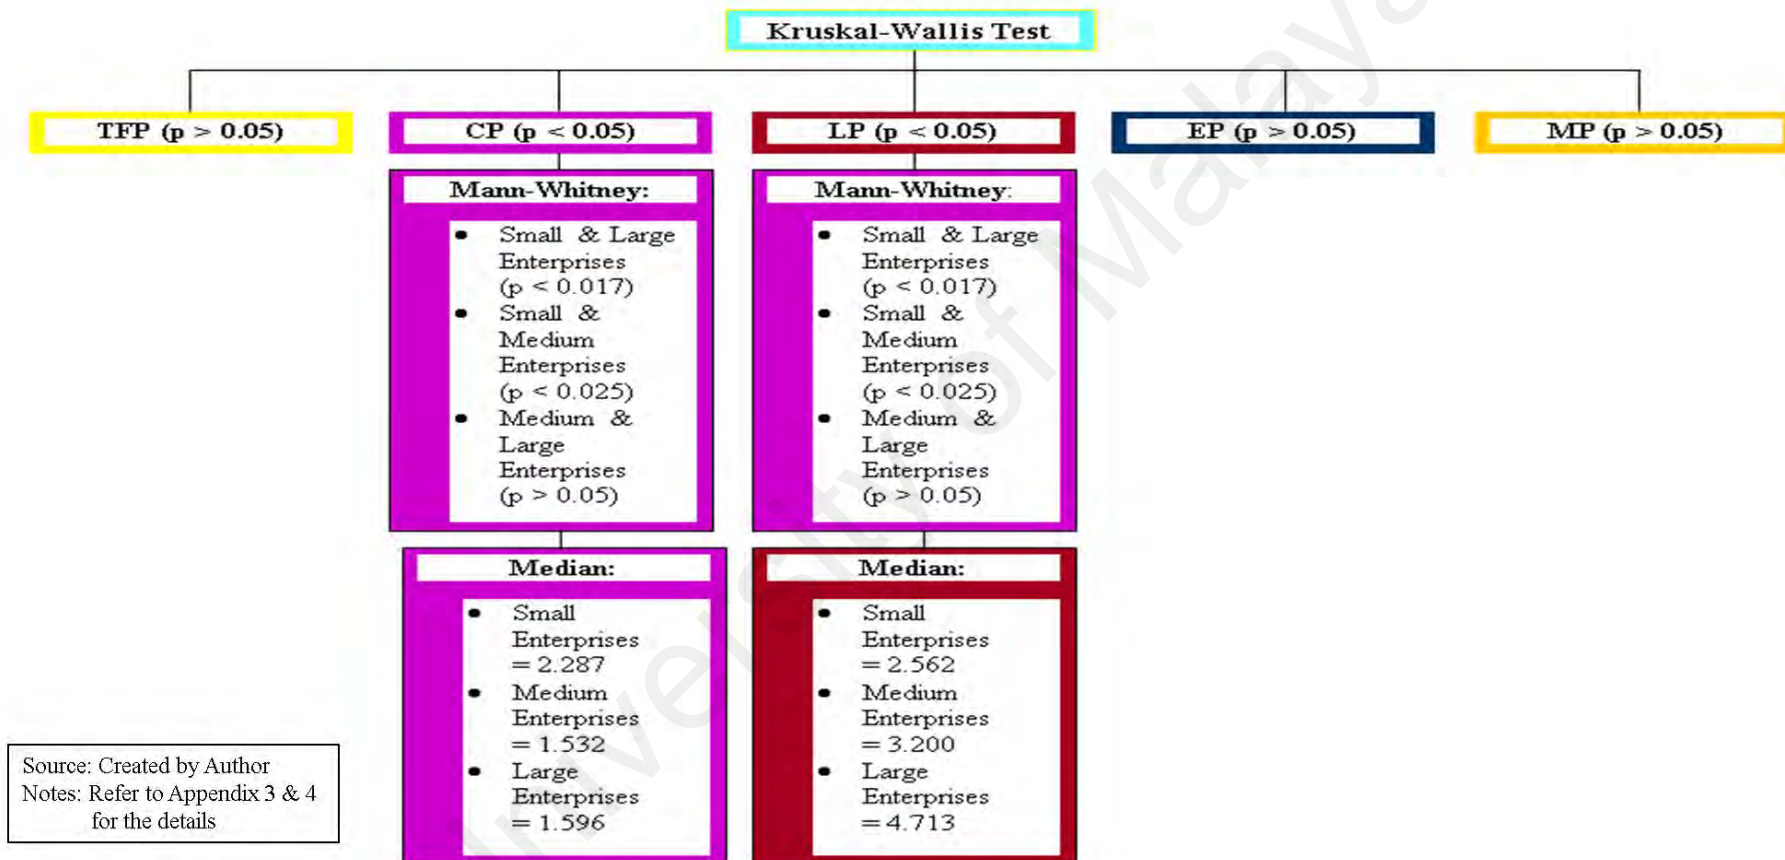 Kruskal-Wallis Test
TFP (p > 0.05)
CP (p < 0.05)
LP (p < 0.05)
EP (p > 0.05)
MP (p > 0.05)
Mann-Whitney:
• Small & Large
Enterprises
(p < 0.017)
• Small &
Medium
Enterprises
(p < 0.025)
• Medium &
Large
Enterprises
(p > 0.05)
Median:
• Small
Enterprises
= 2.287
• Medium
Enterprises
= 1.532
• Large
Enterprises
= 1.596
Mann-Whitney:
• Small & Large
Enterprises
(p < 0.017)
• Small &
Medium
Enterprises
(p < 0.025)
• Medium &
Large
Enterprises
(p > 0.05)
Median:
• Small
Enterprises
= 2.562
• Medium
Enterprises
= 3.200
• Large
Enterprises
= 4.713
Source: Created by Author
Notes: Refer to Appendix 3 & 4
for the details
University of Malaya